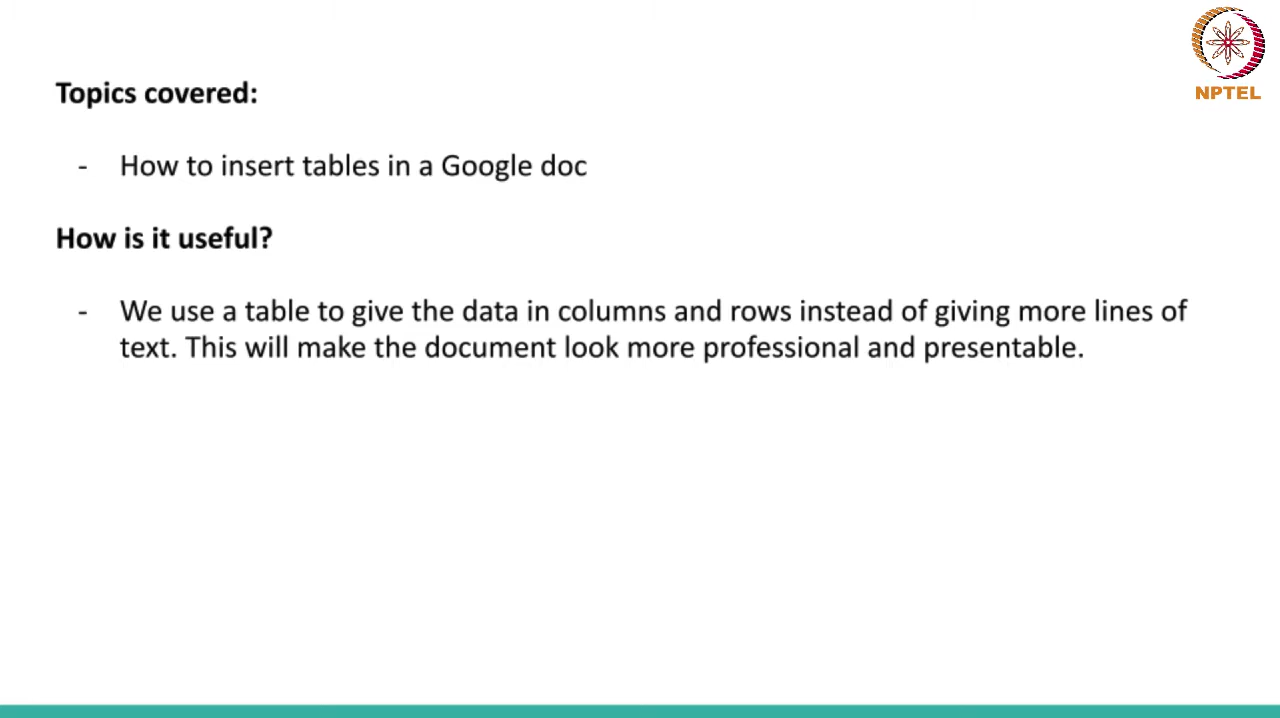 NPTEL
Topics covered:
- How to insert tables in a Google doc
How is it useful?
- We use a table to give the data in columns and rows instead of giving more lines of
text. This will make the document look more professional and presentable.